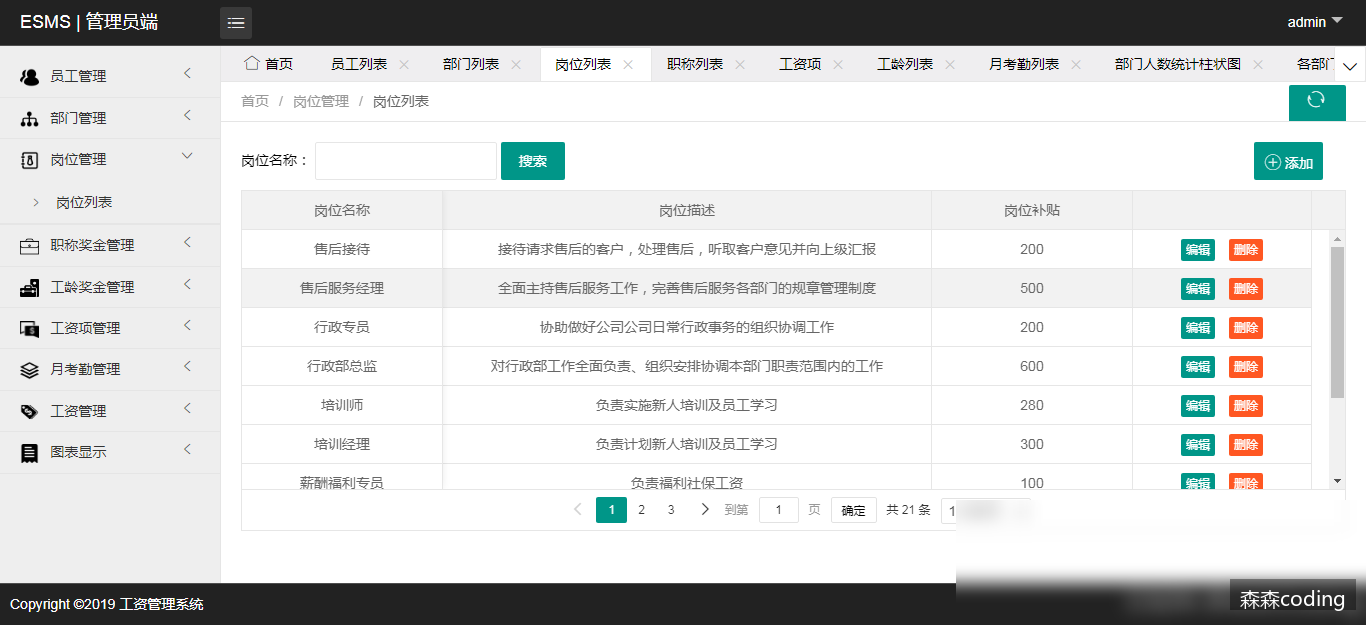 ESMS | 管理员端
admin
员工管理
部门管理
岗位管理
岗位列表
职称奖金管理
工龄奖金管理
工资项管理
月考勤管理
工资管理
图表显示
首页 员工列表 部门列表 岗位列表 职称列表 工资项 工龄列表 月考勤列表 部门人数统计柱状图 各部门
首页 / 岗位管理 / 岗位列表
岗位名称： 搜索 添加
岗位名称 岗位描述 岗位补贴
售后接待 接待请求售后的客户，处理售后，听取客户意见并向上级汇报 200 编辑 删除
售后服务经理 全面主持售后服务工作，完善售后服务各部门的规章管理制度 500 编辑 删除
行政专员 协助做好公司公司日常行政事务的组织协调工作 200 编辑 删除
行政部总监 对行政部工作全面负责、组织安排协调本部门职责范围内的工作 600 编辑 删除
培训师 负责实施新人培训及员工学习 280 编辑 删除
培训经理 负责计划新人培训及员工学习 300 编辑 删除
薪酬福利专员 负责福利社保工资 100 编辑 删除
1 2 3 到第 1 页 确定 共 21 条 1
Copyright ©2019 工资管理系统
森森coding